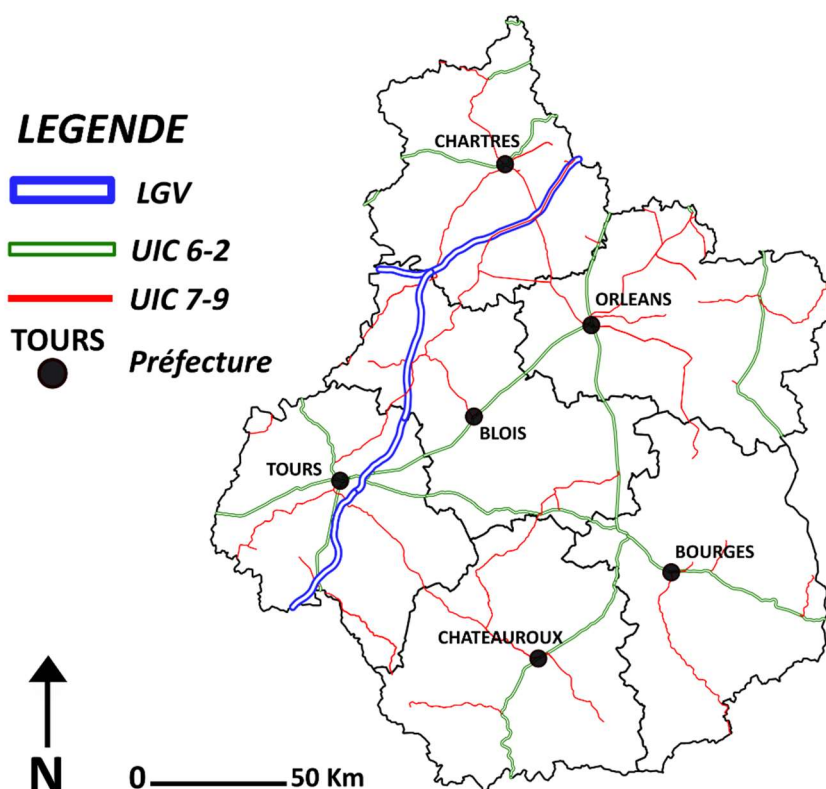 LEGENDE
LGV
UIC 6-2
UIC 7-9
TOURS
Préfecture
CHARTRES
ORLEANS
BLOIS
TOURS
BOURGES
CHATEAUROUX
N
0 50 Km